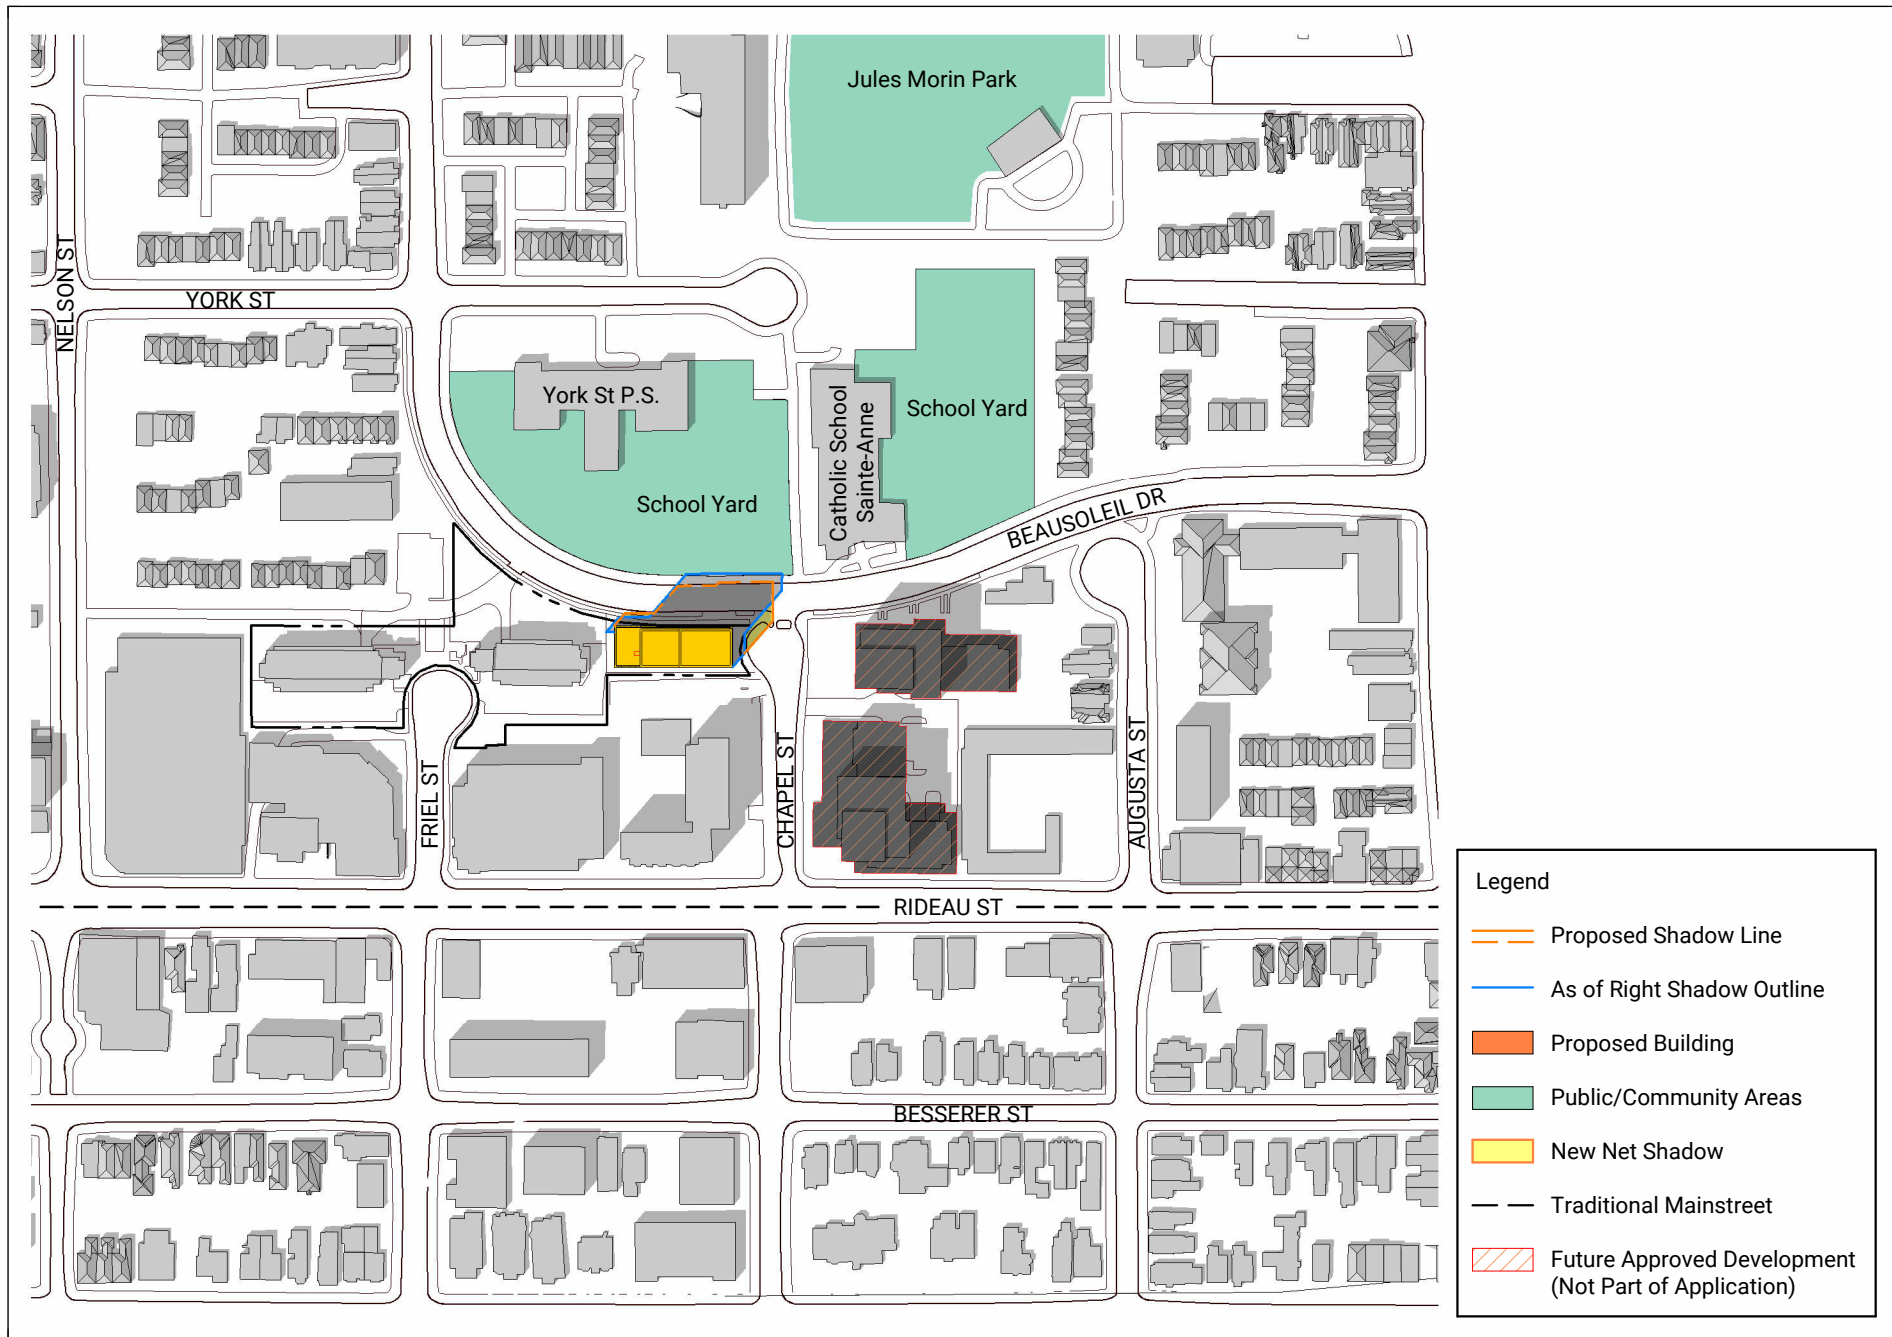 Jules Morin Park
NELSON ST
YORK ST
York St P.S.
Catholic School
Sainte-Anne
School Yard
School Yard
BEAUSOLEIL DR
FRIEL ST
CHAPEL ST
AUGUSTA ST
RIDEAU ST
BESSERER ST
Legend
Proposed Shadow Line
As of Right Shadow Outline
Proposed Building
Public/Community Areas
New Net Shadow
Traditional Mainstreet
Future Approved Development
(Not Part of Application)